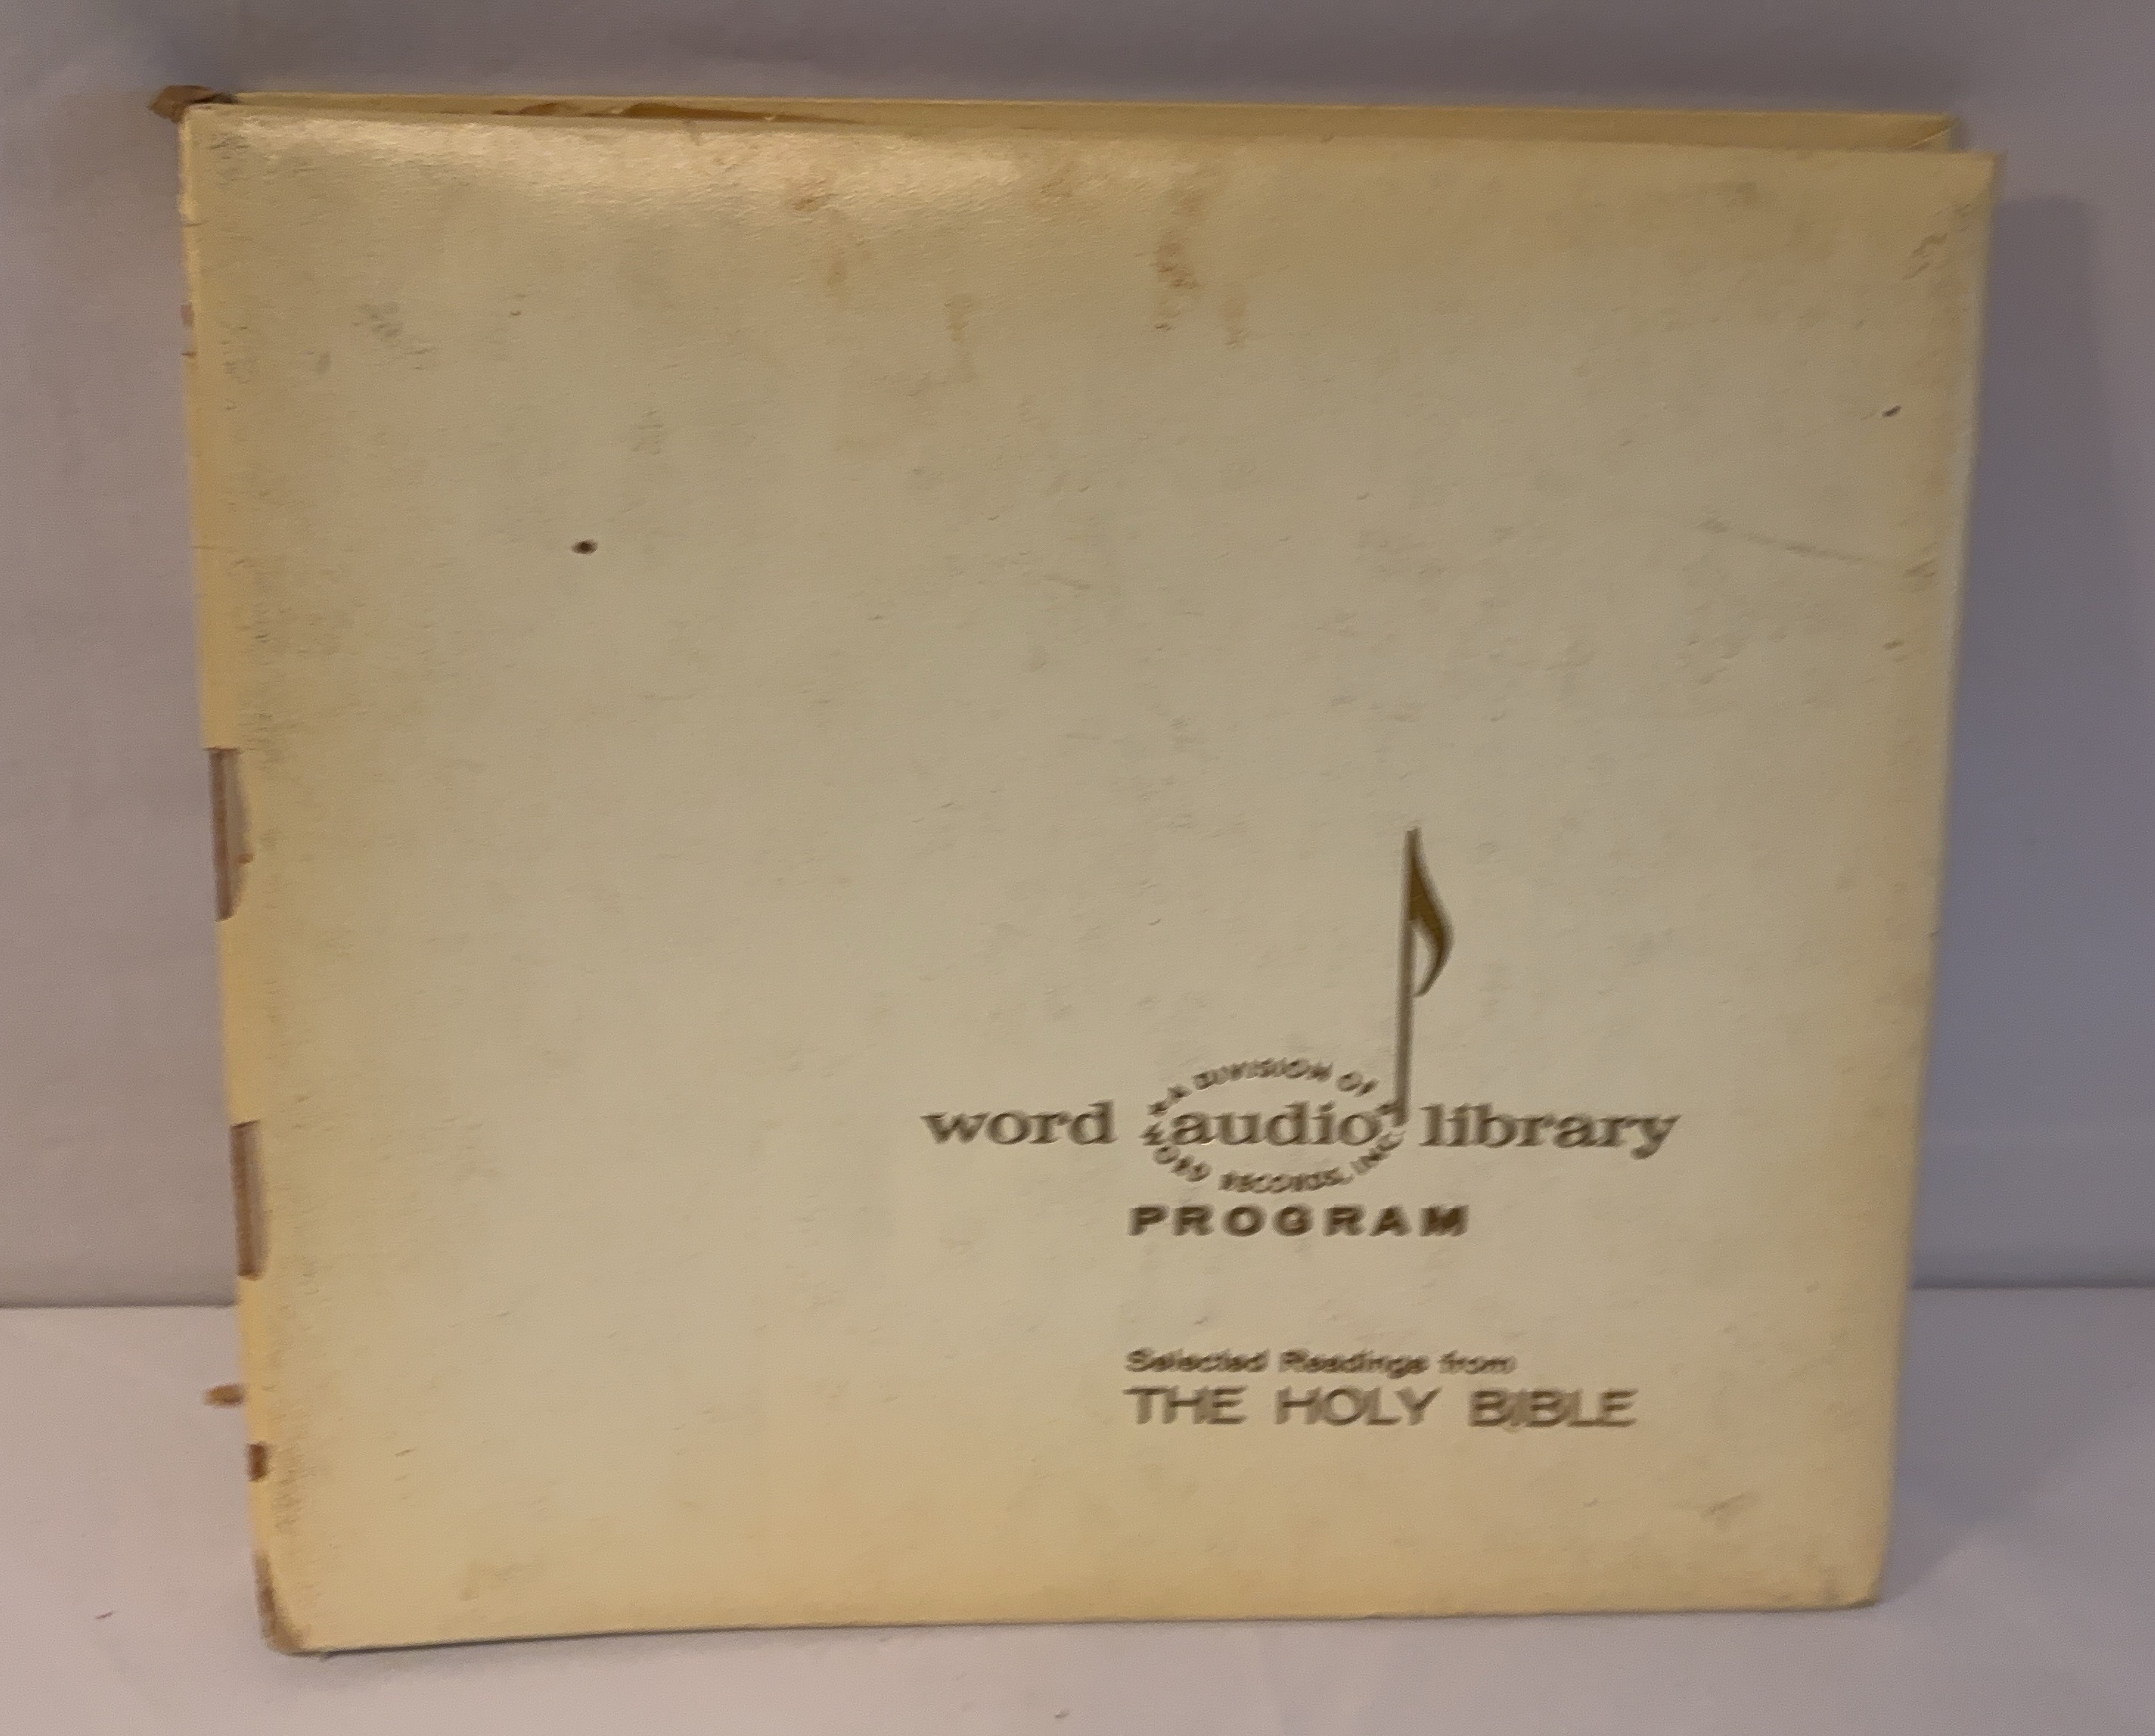 A DIVISION OF
word audio library
WORD RECORDS, INC.
PROGRAM
Selected Readings from
THE HOLY BIBLE